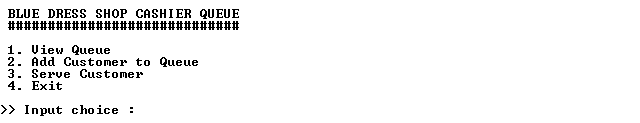 BLUE DRESS SHOP CASHIER QUEUE
#############################
1. View Queue
2. Add Customer to Queue
3. Serve Customer
4. Exit
>> Input choice :